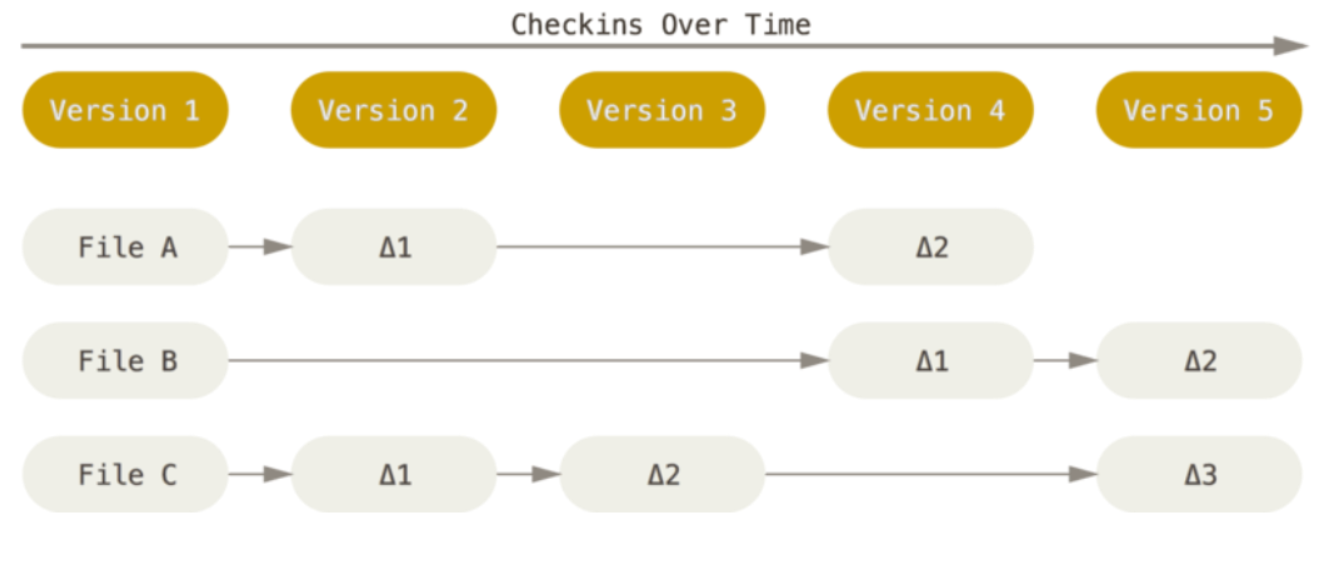 Checkins Over Time
Version 1 Version 2 Version 3 Version 4 Version 5
File A Δ1 Δ2
File B Δ1 Δ2
File C Δ1 Δ2 Δ3